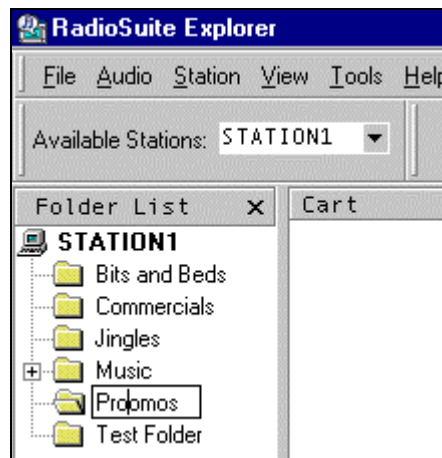 RadioSuite Explorer
File Audio Station View Tools Help
Available Stations: STATION1
Folder List x Cart
STATION1
Bits and Beds
Commercials
Jingles
Music
Promos
Test Folder